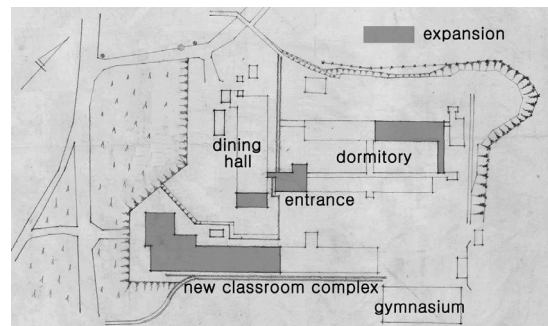 expansion
dining
hall
dormitory
entrance
new classroom complex
gymnasium